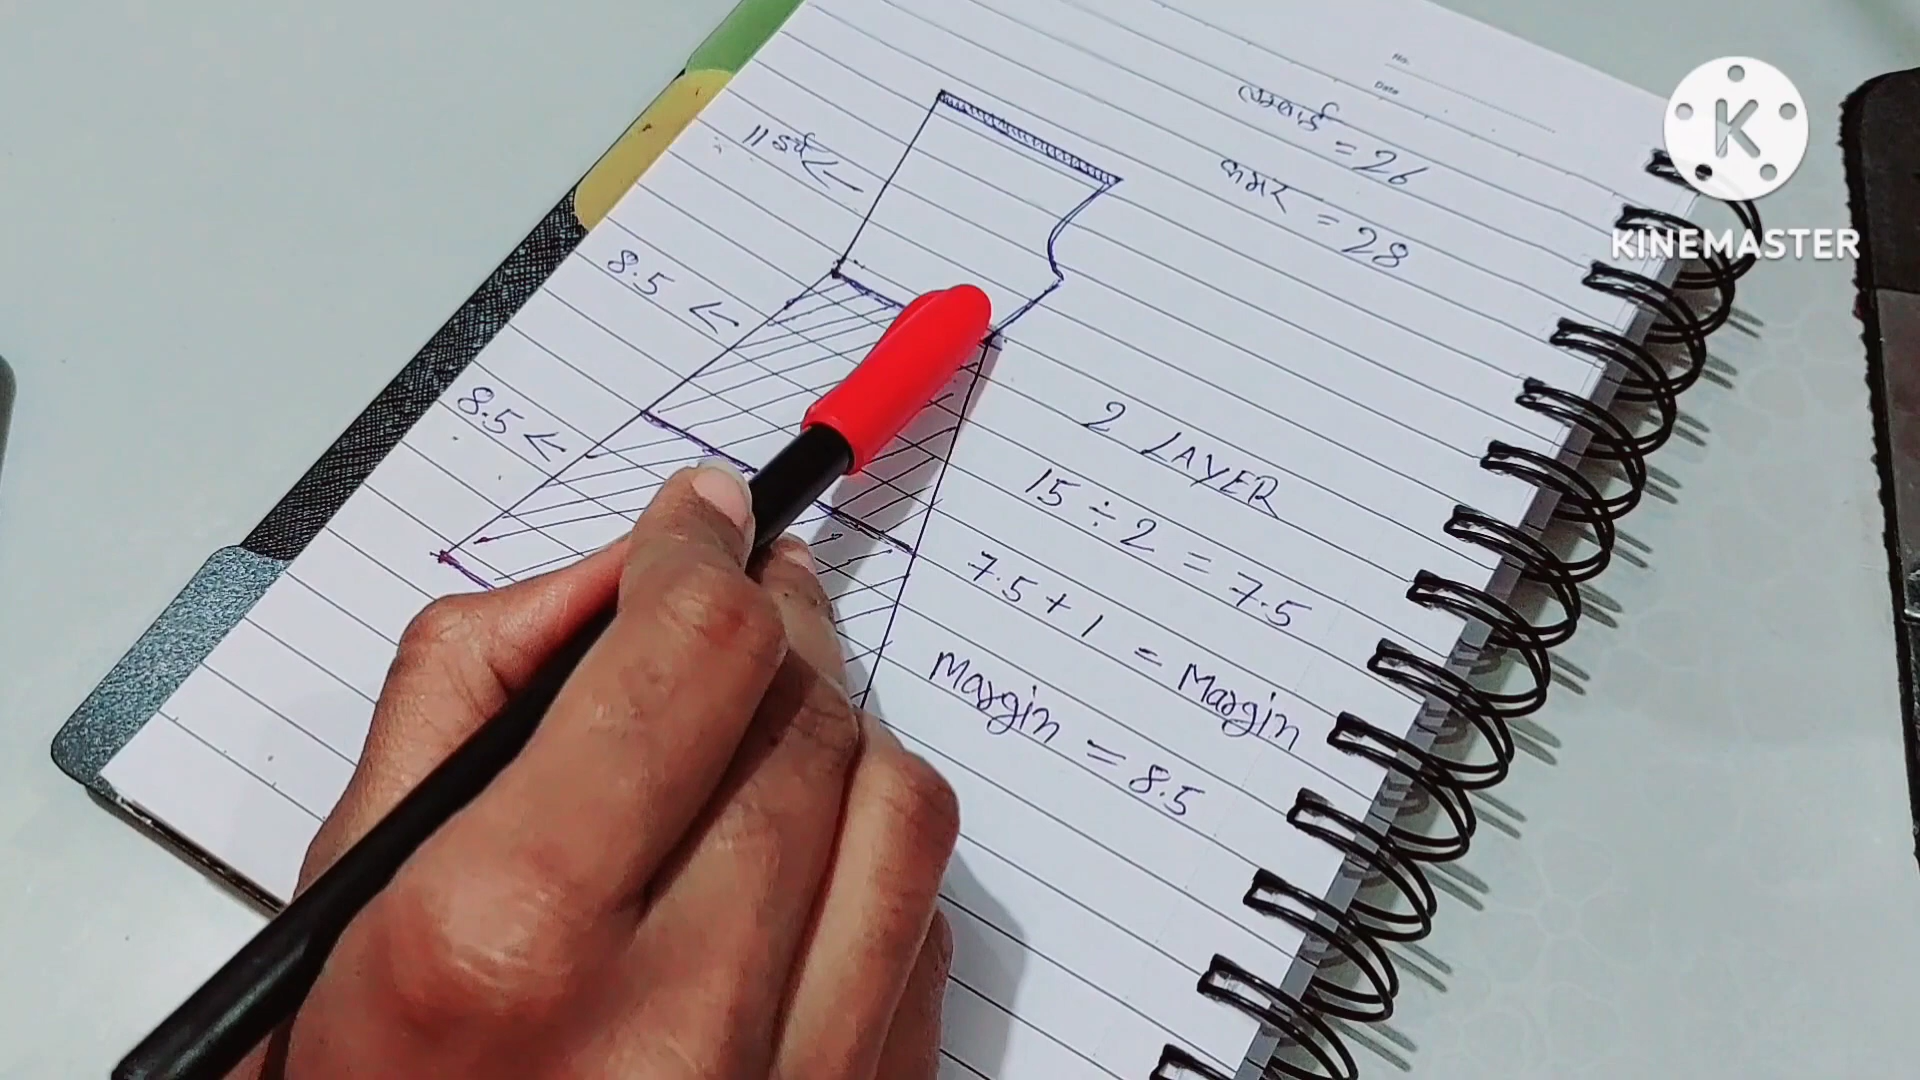 No.
Date
लम्बाई = 26
कमर = 28
11 इंच
8.5
8.5
2 LAYER
15 ÷ 2 = 7.5
7.5 + 1 = Margin
Margin = 8.5
K
KINEMASTER